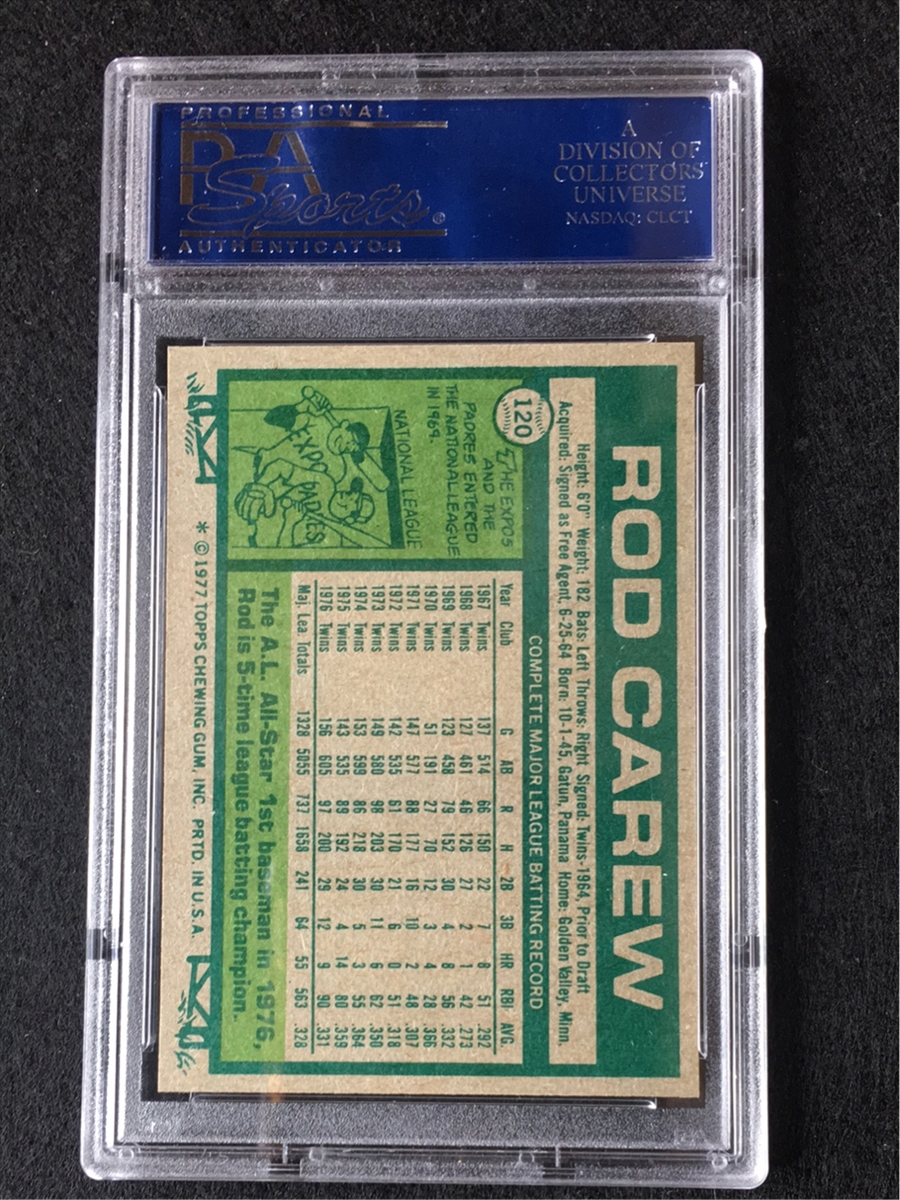 PROFESSIONAL
PSA
Sports®
AUTHENTICATOR
A
DIVISION OF
COLLECTORS
UNIVERSE
NASDAQ: CLCT
ROD CAREW
120
Height: 6'0" Weight: 182 Bats: Left Throws: Right Signed: Twins-1964, Prior to Draft
Acquired: Signed as Free Agent, 6-25-64 Born: 10-1-45, Gatun, Panama Home: Golden Valley, Minn.
COMPLETE MAJOR LEAGUE BATTING RECORD
Year Club G AB R H 2B 3B HR RBI AVG.
1967 Twins 137 514 66 150 22 7 8 51 .292
1968 Twins 127 461 46 126 27 2 1 42 .273
1969 Twins 123 458 79 152 30 4 8 56 .332
1970 Twins 51 191 27 70 12 3 4 28 .366
1971 Twins 147 577 88 177 16 10 2 48 .307
1972 Twins 142 535 61 170 21 6 0 51 .318
1973 Twins 149 580 98 203 30 11 6 62 .350
1974 Twins 153 599 86 218 30 5 3 55 .364
1975 Twins 143 535 89 192 24 4 14 80 .359
1976 Twins 156 605 97 200 29 12 9 90 .331
Maj. Lea. Totals 1328 5055 737 1658 241 64 55 563 .328
THE EXPOS
AND THE
PADRES ENTERED
THE NATIONAL LEAGUE
IN 1969.
NATIONAL LEAGUE
EXPO
PADRES
The A.L. All-Star 1st baseman in 1976,
Rod is 5-time league batting champion.
* © 1977 TOPPS CHEWING GUM, INC. PRTD. IN U.S.A.